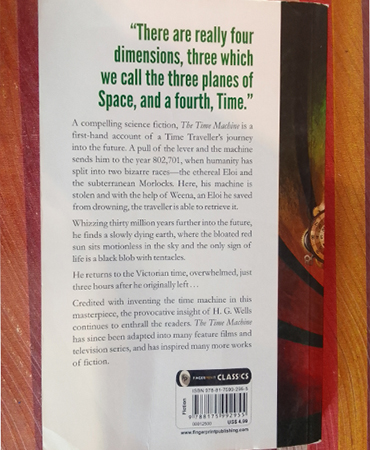 “There are really four
dimensions, three which
we call the three planes of
Space, and a fourth, Time.”
A compelling science fiction, The Time Machine is a
first-hand account of a Time Traveller’s journey
into the future. A pull of the lever and the machine
sends him to the year 802,701, when humanity has
split into two bizarre races—the ethereal Eloi and
the subterranean Morlocks. Here, his machine is
stolen and with the help of Weena, an Eloi he saved
from drowning, the traveller is able to retrieve it.
Whizzing thirty million years further into the future,
he finds a slowly dying earth, where the bloated red
sun sits motionless in the sky and the only sign of
life is a black blob with tentacles.
He returns to the Victorian time, overwhelmed, just
three hours after he originally left . . .
Credited with inventing the time machine in this
masterpiece, the provocative insight of H. G. Wells
continues to enthrall the readers. The Time Machine
has since been adapted into many feature films and
television series, and has inspired many more works
of fiction.
CLASSICS
Fiction
9788175992955
US$ 4.99
www.fingerprintpublishing.com